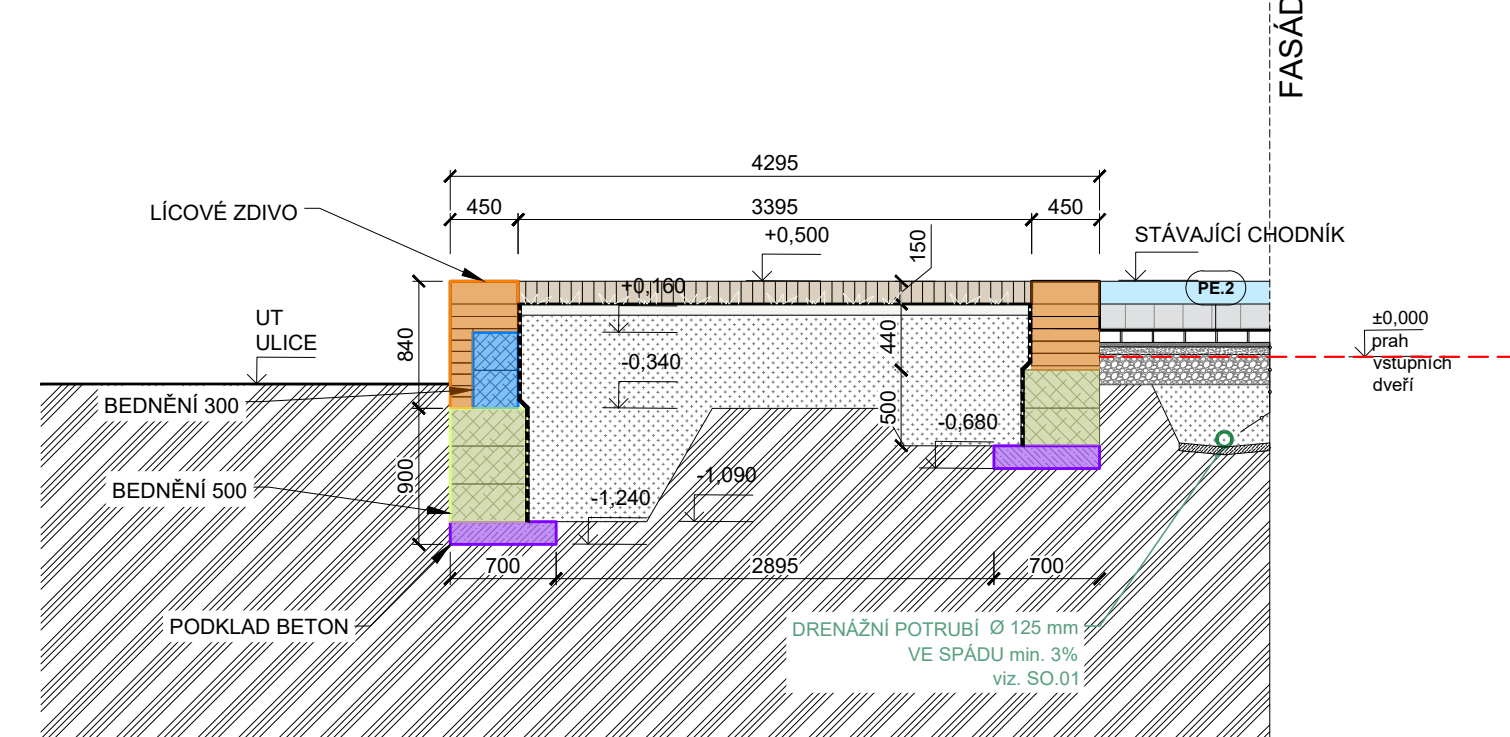 FASÁD
4295
450
3395
450
LÍCOVÉ ZDIVO
+0,500
150
STÁVAJÍCÍ CHODNÍK
+0,160
PE.2
UT
ULICE
840
-0,340
440
±0,000
prah
vstupních
dveří
BEDNĚNÍ 300
500
-0,680
BEDNĚNÍ 500
900
-1,240
-1,090
700
2895
700
PODKLAD BETON
DRENÁŽNÍ POTRUBÍ Ø 125 mm
VE SPÁDU min. 3%
viz. SO.01